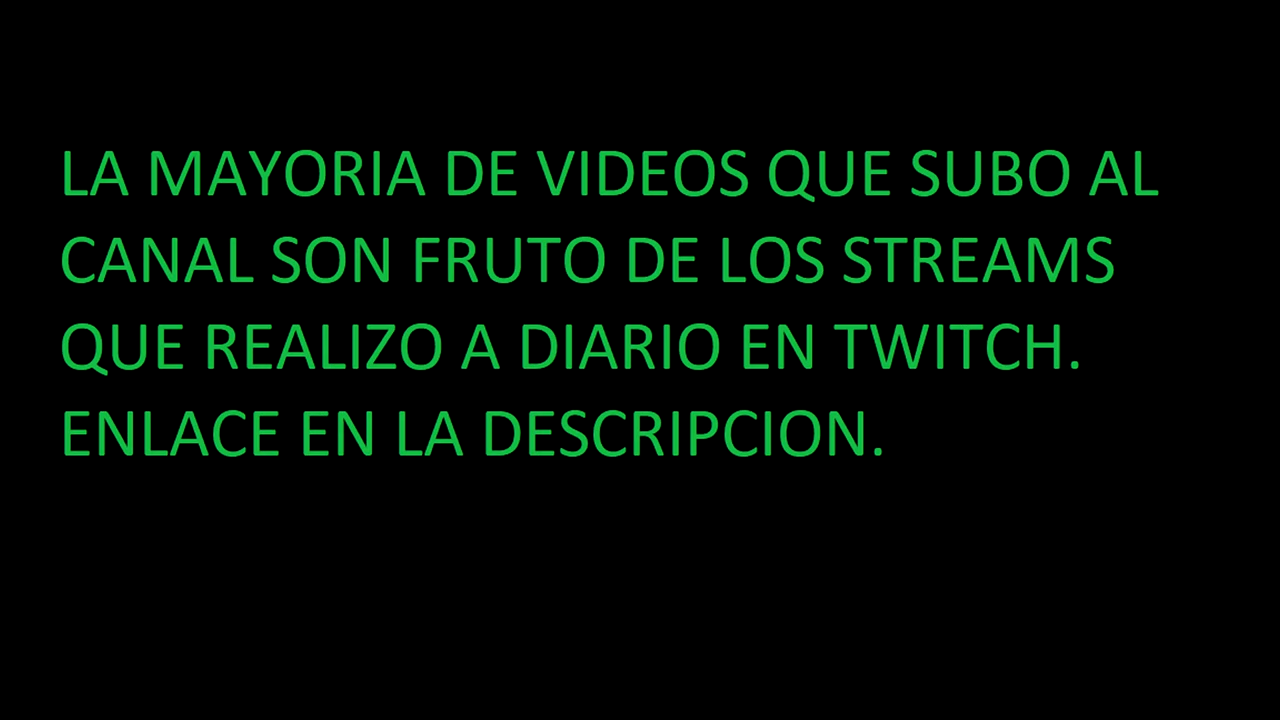 LA MAYORIA DE VIDEOS QUE SUBO AL
CANAL SON FRUTO DE LOS STREAMS
QUE REALIZO A DIARIO EN TWITCH.
ENLACE EN LA DESCRIPCION.